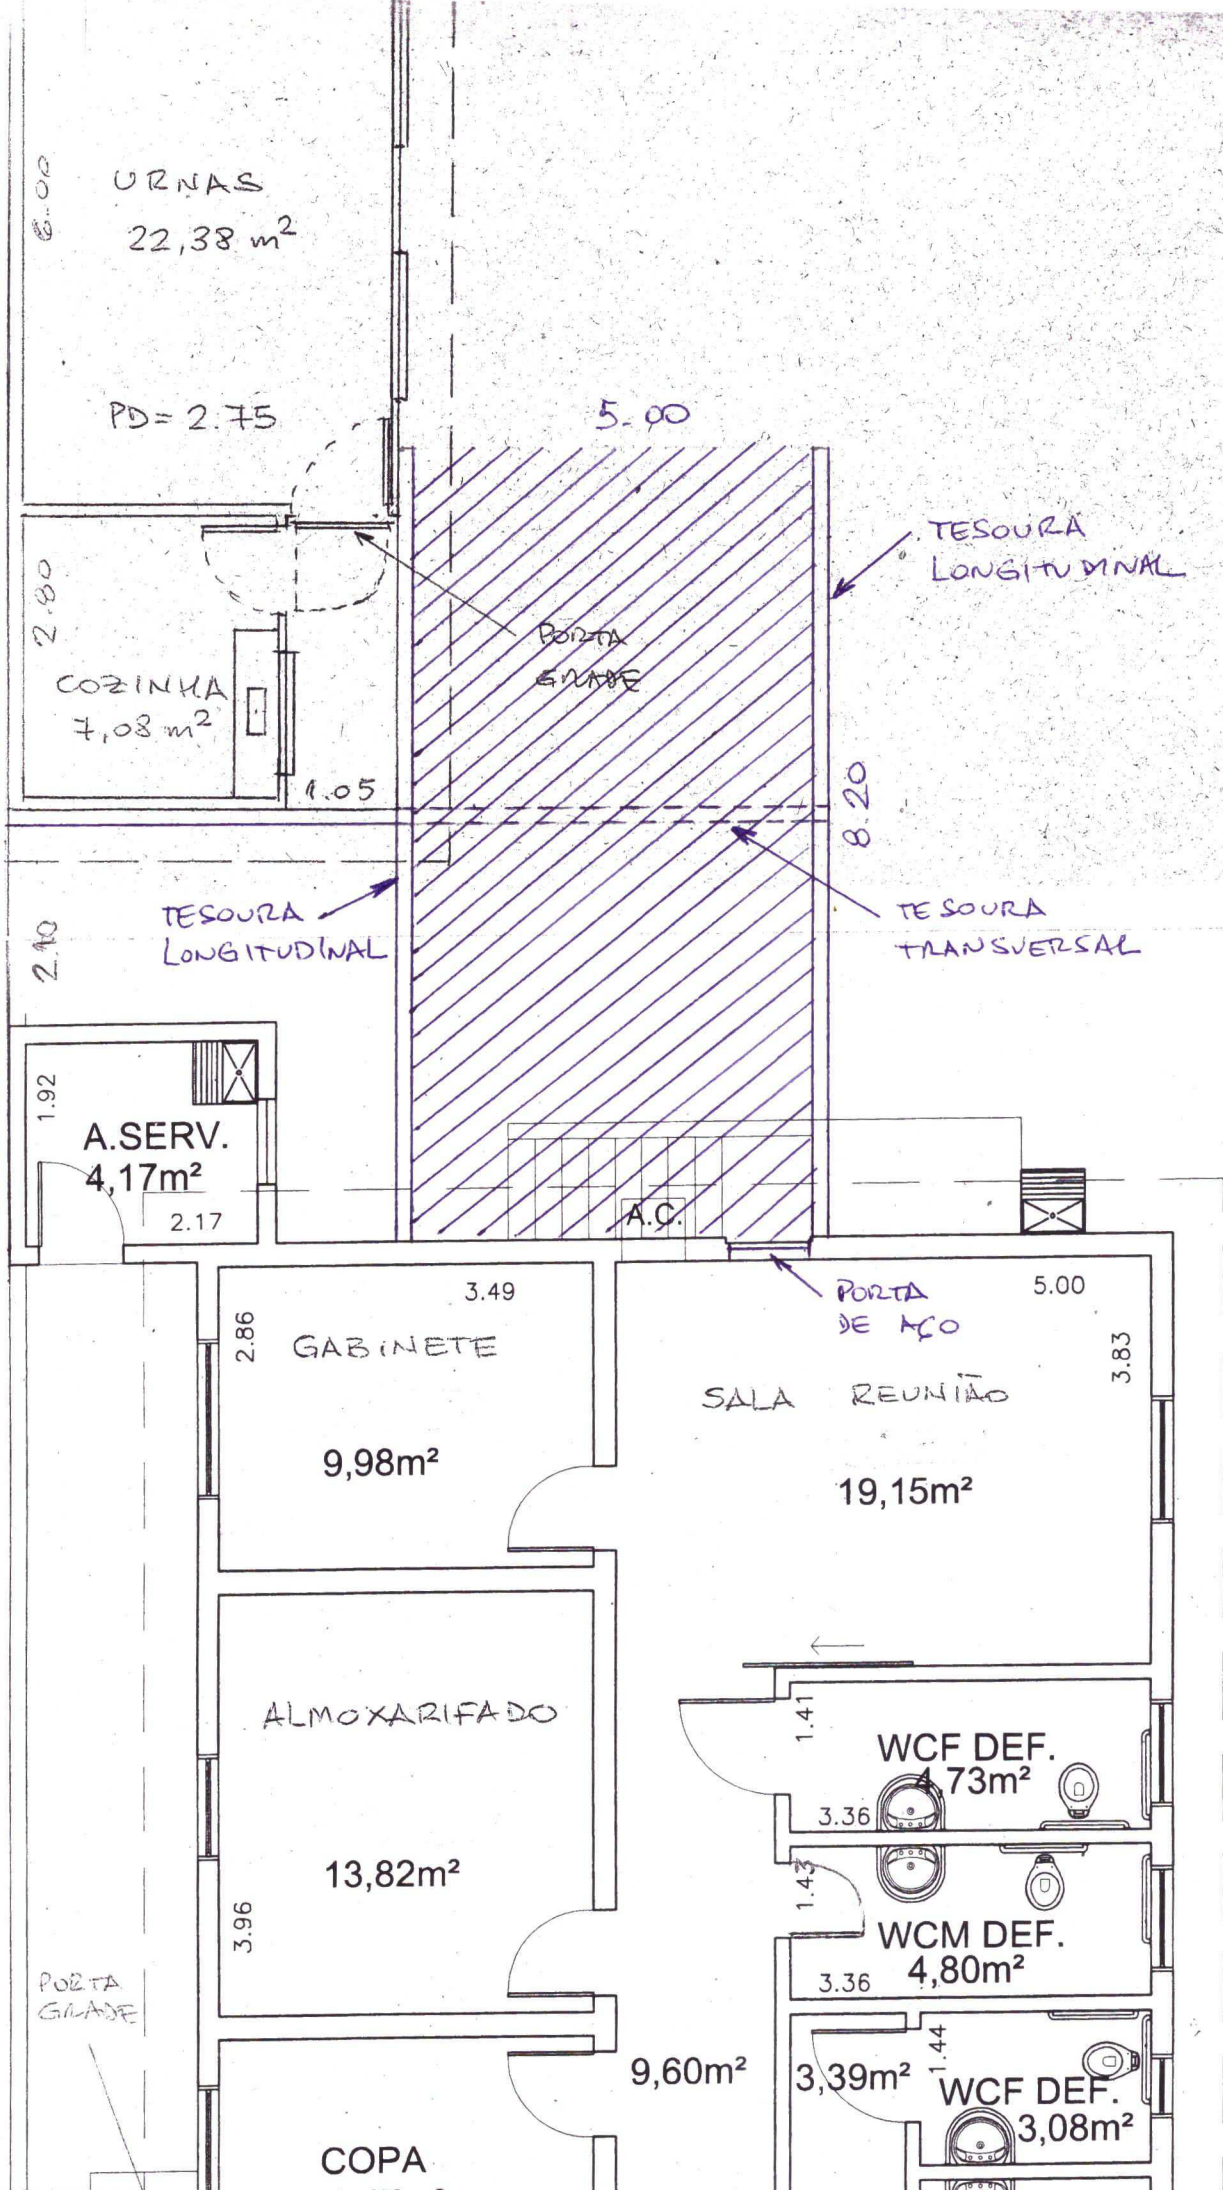 6.00
URNAS
22,38 m²
PD= 2.75
5.00
TESOURA
LONGITUDINAL
2.80
PORTA
GRADE
COZINHA
7,08 m²
1.05
8.20
TESOURA
LONGITUDINAL
TESOURA
TRANSVERSAL
1.92
A.SERV.
4,17m²
2.17
A.C.
3.49
PORTA
DE AÇO
5.00
2.86
GABINETE
3.83
SALA REUNIÃO
9,98m²
19,15m²
ALMOXARIFADO
1.41
WCF DEF.
4,73m²
3.36
13,82m²
1.43
3.96
WCM DEF.
4,80m²
3.36
PORTA
GRADE
9,60m²
3,39m²
1.44
WCF DEF.
3,08m²
COPA